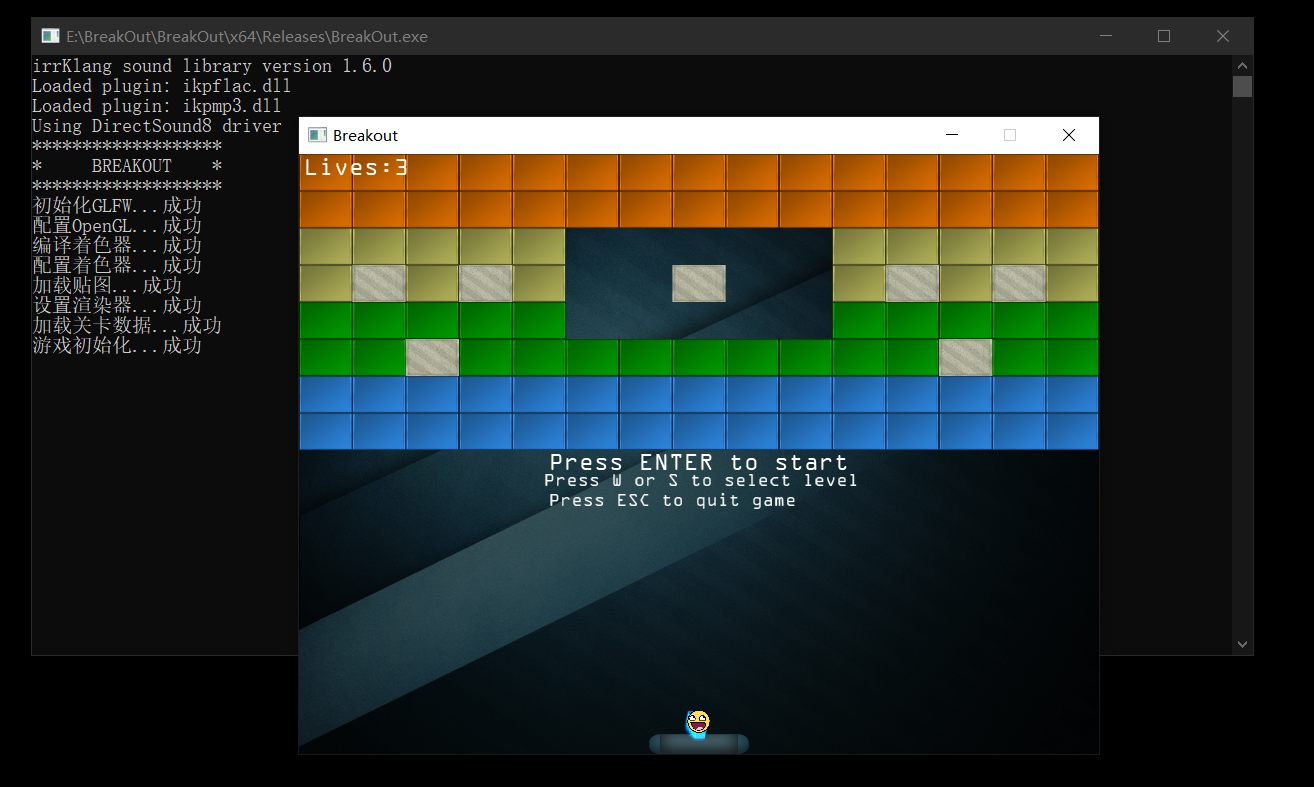 E:\BreakOut\BreakOut\x64\Releases\BreakOut.exe
irrKlang sound library version 1.6.0
Loaded plugin: ikpflac.dll
Loaded plugin: ikpmp3.dll
Using DirectSound8 driver
*******************
*     BREAKOUT    *
*******************
初始化GLFW...成功
配置OpenGL...成功
编译着色器...成功
配置着色器...成功
加载贴图...成功
设置渲染器...成功
加载关卡数据...成功
游戏初始化...成功
Breakout
Lives:3
Press ENTER to start
Press W or S to select level
Press ESC to quit game